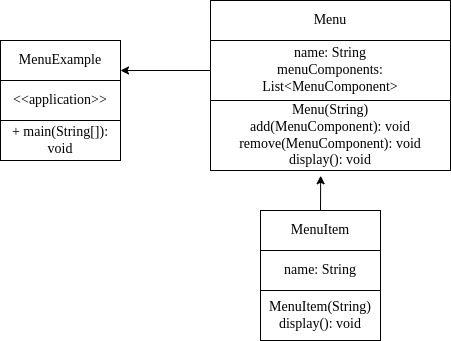 MenuExample
<<application>>
+ main(String[]):
void
Menu
name: String
menuComponents:
List<MenuComponent>
Menu(String)
add(MenuComponent): void
remove(MenuComponent): void
display(): void
MenuItem
name: String
MenuItem(String)
display(): void